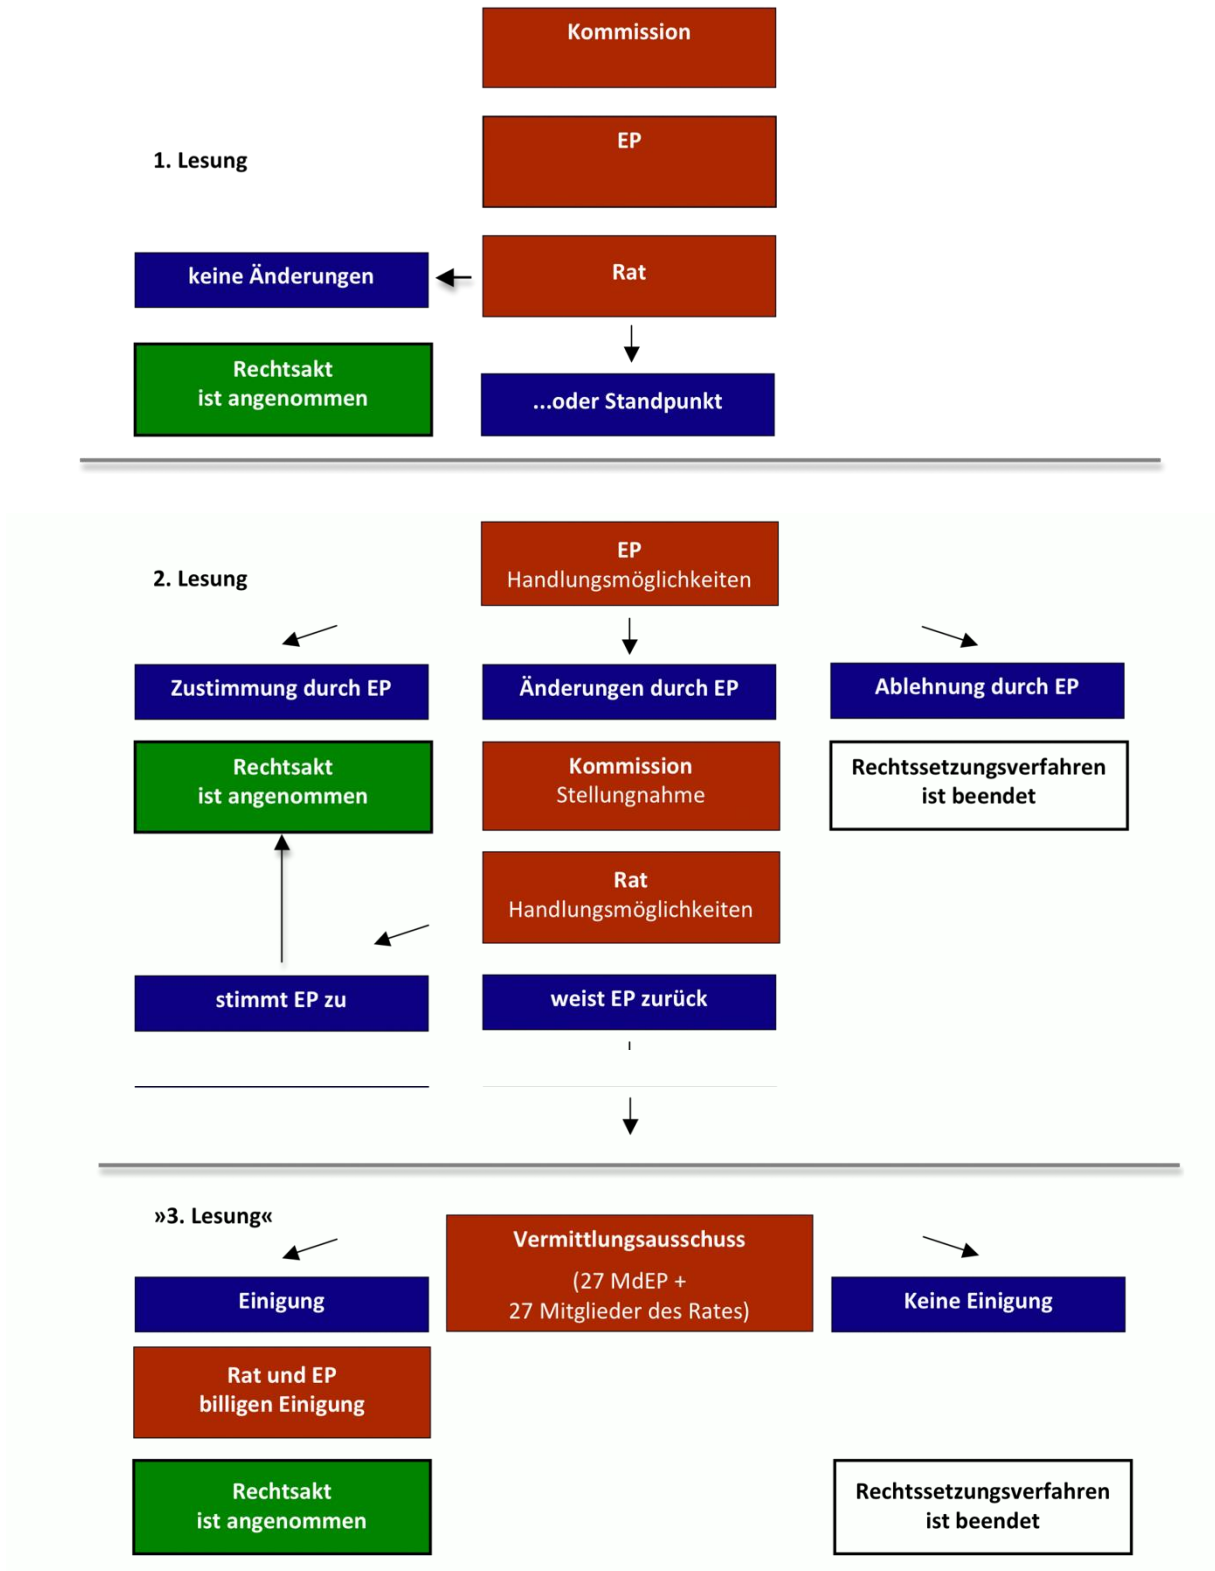 Kommission
EP
1. Lesung
keine Änderungen
Rat
Rechtsakt
ist angenommen
...oder Standpunkt
EP
Handlungsmöglichkeiten
2. Lesung
Zustimmung durch EP
Änderungen durch EP
Ablehnung durch EP
Rechtsakt
ist angenommen
Kommission
Stellungnahme
Rechtssetzungsverfahren
ist beendet
Rat
Handlungsmöglichkeiten
stimmt EP zu
weist EP zurück
»3. Lesung«
Vermittlungsausschuss
(27 MdEP +
27 Mitglieder des Rates)
Einigung
Keine Einigung
Rat und EP
billigen Einigung
Rechtsakt
ist angenommen
Rechtssetzungsverfahren
ist beendet